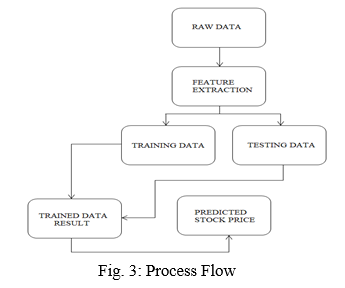 RAW DATA
FEATURE
EXTRACTION
TRAINING DATA
TESTING DATA
TRAINED DATA
RESULT
PREDICTED
STOCK PRICE
Fig. 3: Process Flow